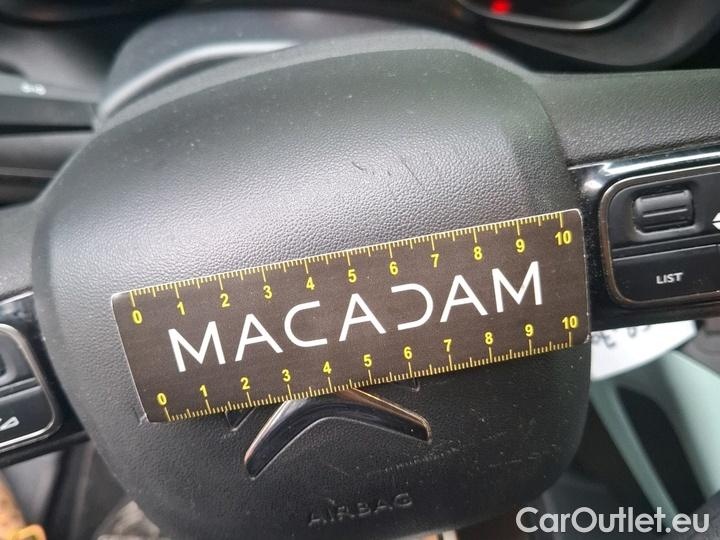 0 1 2 3 4 5 6 7 8 9 10
MACADAM
0 1 2 3 4 5 6 7 8 9 10
LIST
AIRBAG
CarOutlet.eu